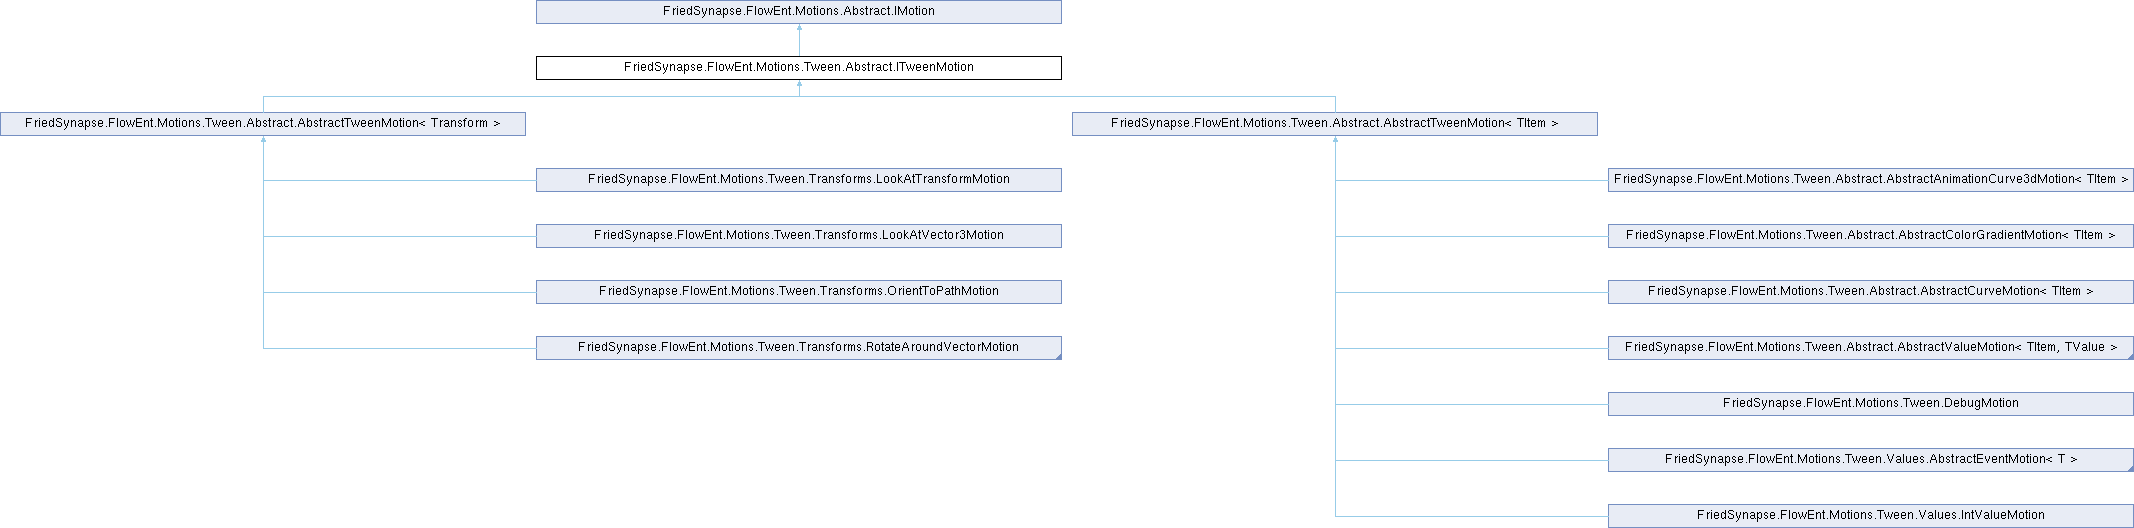 FriedSynapse.FlowEnt.Motions.Abstract.IMotion
FriedSynapse.FlowEnt.Motions.Tween.Abstract.ITweenMotion
FriedSynapse.FlowEnt.Motions.Tween.Abstract.AbstractTweenMotion< Transform >
FriedSynapse.FlowEnt.Motions.Tween.Abstract.AbstractTweenMotion< TItem >
FriedSynapse.FlowEnt.Motions.Tween.Transforms.LookAtTransformMotion
FriedSynapse.FlowEnt.Motions.Tween.Abstract.AbstractAnimationCurve3dMotion< TItem >
FriedSynapse.FlowEnt.Motions.Tween.Transforms.LookAtVector3Motion
FriedSynapse.FlowEnt.Motions.Tween.Abstract.AbstractColorGradientMotion< TItem >
FriedSynapse.FlowEnt.Motions.Tween.Transforms.OrientToPathMotion
FriedSynapse.FlowEnt.Motions.Tween.Abstract.AbstractCurveMotion< TItem >
FriedSynapse.FlowEnt.Motions.Tween.Transforms.RotateAroundVectorMotion
FriedSynapse.FlowEnt.Motions.Tween.Abstract.AbstractValueMotion< TItem, TValue >
FriedSynapse.FlowEnt.Motions.Tween.DebugMotion
FriedSynapse.FlowEnt.Motions.Tween.Values.AbstractEventMotion< T >
FriedSynapse.FlowEnt.Motions.Tween.Values.IntValueMotion